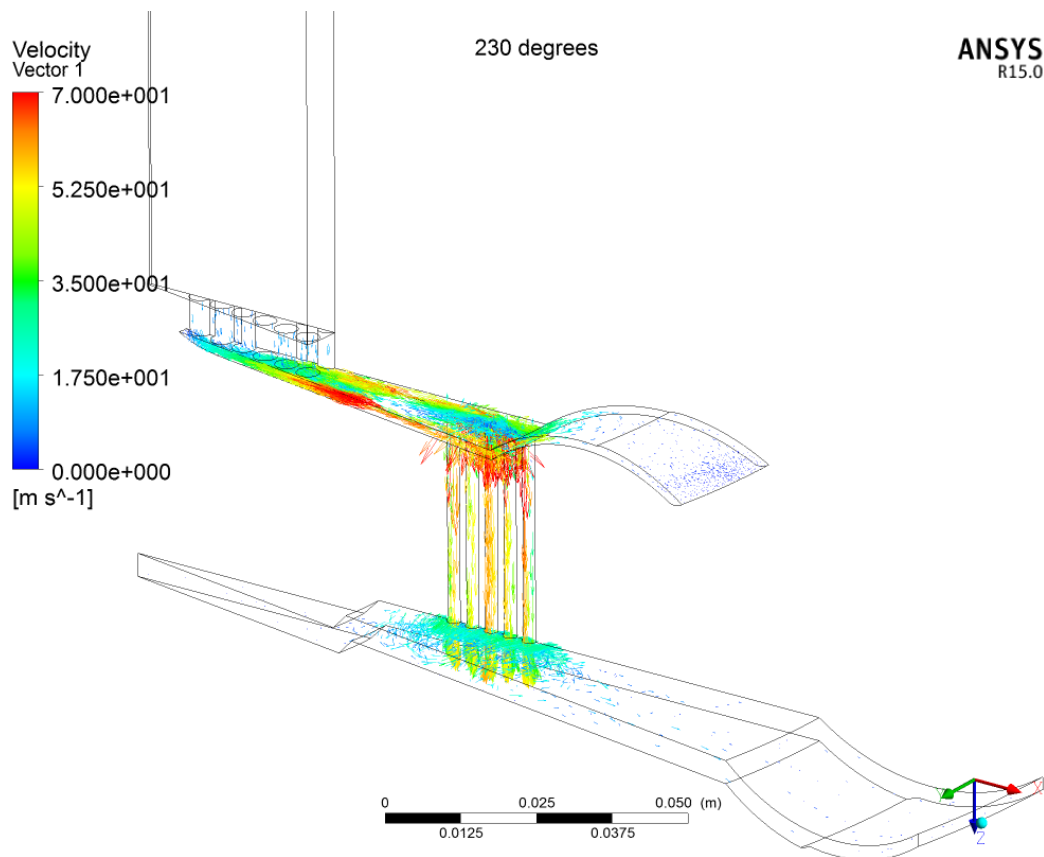 Velocity
Vector 1
230 degrees
ANSYS
R15.0
7.000e+001
5.250e+001
3.500e+001
1.750e+001
0.000e+000
[m s^-1]
0 0.025 0.050 (m)
0.0125 0.0375
X
Z